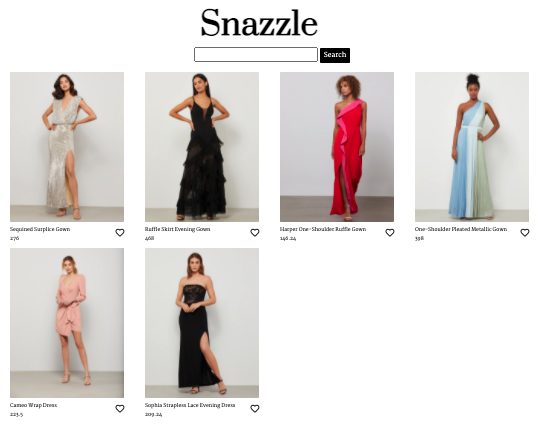 Snazzle
Search
Sequined Surplice Gown
276
Ruffle Skirt Evening Gown
468
Harper One-Shoulder Ruffle Gown
146.24
One-Shoulder Pleated Metallic Gown
398
Cameo Wrap Dress
223.5
Sophia Strapless Lace Evening Dress
209.24